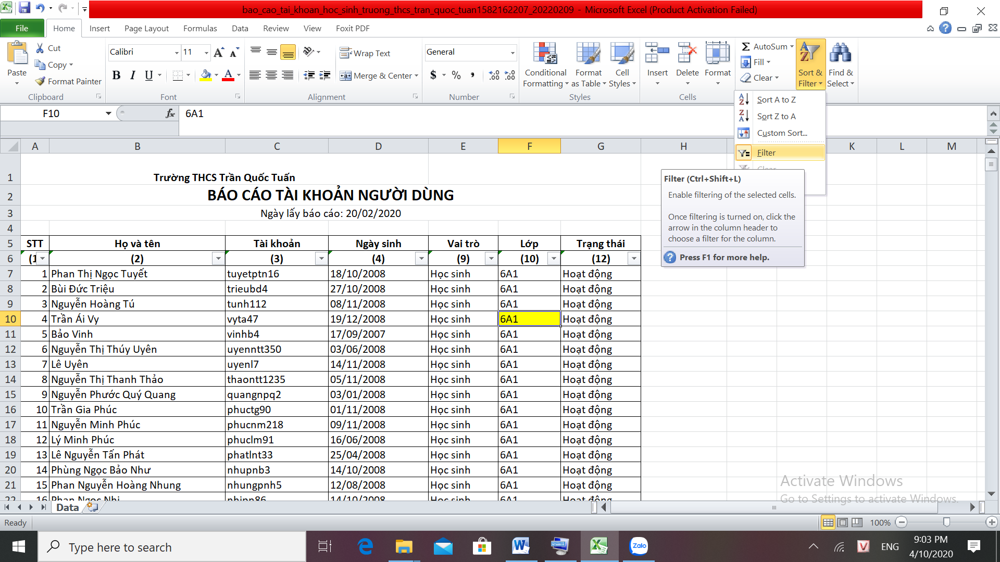 bao_cao_tai_khoan_hoc_sinh_truong_thcs_tran_quoc_tuan1582162207_20220209 - Microsoft Excel (Product Activation Failed)
File Home Insert Page Layout Formulas Data Review View Foxit PDF
Paste Cut Copy Format Painter
Calibri 11
B I U
Wrap Text
Merge & Center
General
$ %
Conditional Formatting
Format as Table
Cell Styles
Insert Delete Format
AutoSum
Fill
Clear
Sort & Filter
Find & Select
Clipboard Font Alignment Number Styles Cells
Sort A to Z
Sort Z to A
Custom Sort...
Filter
Clear
F10 fx 6A1
A B C D E F G H K L M
Filter (Ctrl+Shift+L)
Enable filtering of the selected cells.
Once filtering is turned on, click the
arrow in the column header to
choose a filter for the column.
Press F1 for more help.
1 Trường THCS Trần Quốc Tuấn
2 BÁO CÁO TÀI KHOẢN NGƯỜI DÙNG
3 Ngày lấy báo cáo: 20/02/2020
4
5 STT Họ và tên Tài khoản Ngày sinh Vai trò Lớp Trạng thái
6 (1 (2) (3) (4) (9) (10) (12)
7 1 Phan Thị Ngọc Tuyết tuyetptn16 18/10/2008 Học sinh 6A1 Hoạt động
8 2 Bùi Đức Triệu trieubd4 27/10/2008 Học sinh 6A1 Hoạt động
9 3 Nguyễn Hoàng Tú tunh112 08/11/2008 Học sinh 6A1 Hoạt động
10 4 Trần Ái Vy vyta47 19/12/2008 Học sinh 6A1 Hoạt động
11 5 Bảo Vinh vinhb4 17/09/2007 Học sinh 6A1 Hoạt động
12 6 Nguyễn Thị Thúy Uyên uyenntt350 03/06/2008 Học sinh 6A1 Hoạt động
13 7 Lê Uyên uyenl7 14/11/2008 Học sinh 6A1 Hoạt động
14 8 Nguyễn Thị Thanh Thảo thaontt1235 05/11/2008 Học sinh 6A1 Hoạt động
15 9 Nguyễn Phước Quý Quang quangnpq2 03/01/2008 Học sinh 6A1 Hoạt động
16 10 Trần Gia Phúc phuctg90 01/11/2008 Học sinh 6A1 Hoạt động
17 11 Nguyễn Minh Phúc phucnm218 09/11/2008 Học sinh 6A1 Hoạt động
18 12 Lý Minh Phúc phuclm91 16/06/2008 Học sinh 6A1 Hoạt động
19 13 Lê Nguyễn Tấn Phát phatlnt33 25/04/2008 Học sinh 6A1 Hoạt động
20 14 Phùng Ngọc Bảo Như nhupnb3 14/10/2008 Học sinh 6A1 Hoạt động
21 15 Phan Nguyễn Hoàng Nhung nhungpnh5 12/08/2008 Học sinh 6A1 Hoạt động
22 16 Phan Ngọc Nhi nhipn86 14/10/2008 Học sinh 6A1 Hoạt động
Activate Windows
Go to Settings to activate Windows.
Data
Ready 100%
Type here to search
Zalo
ENG
9:03 PM
4/10/2020